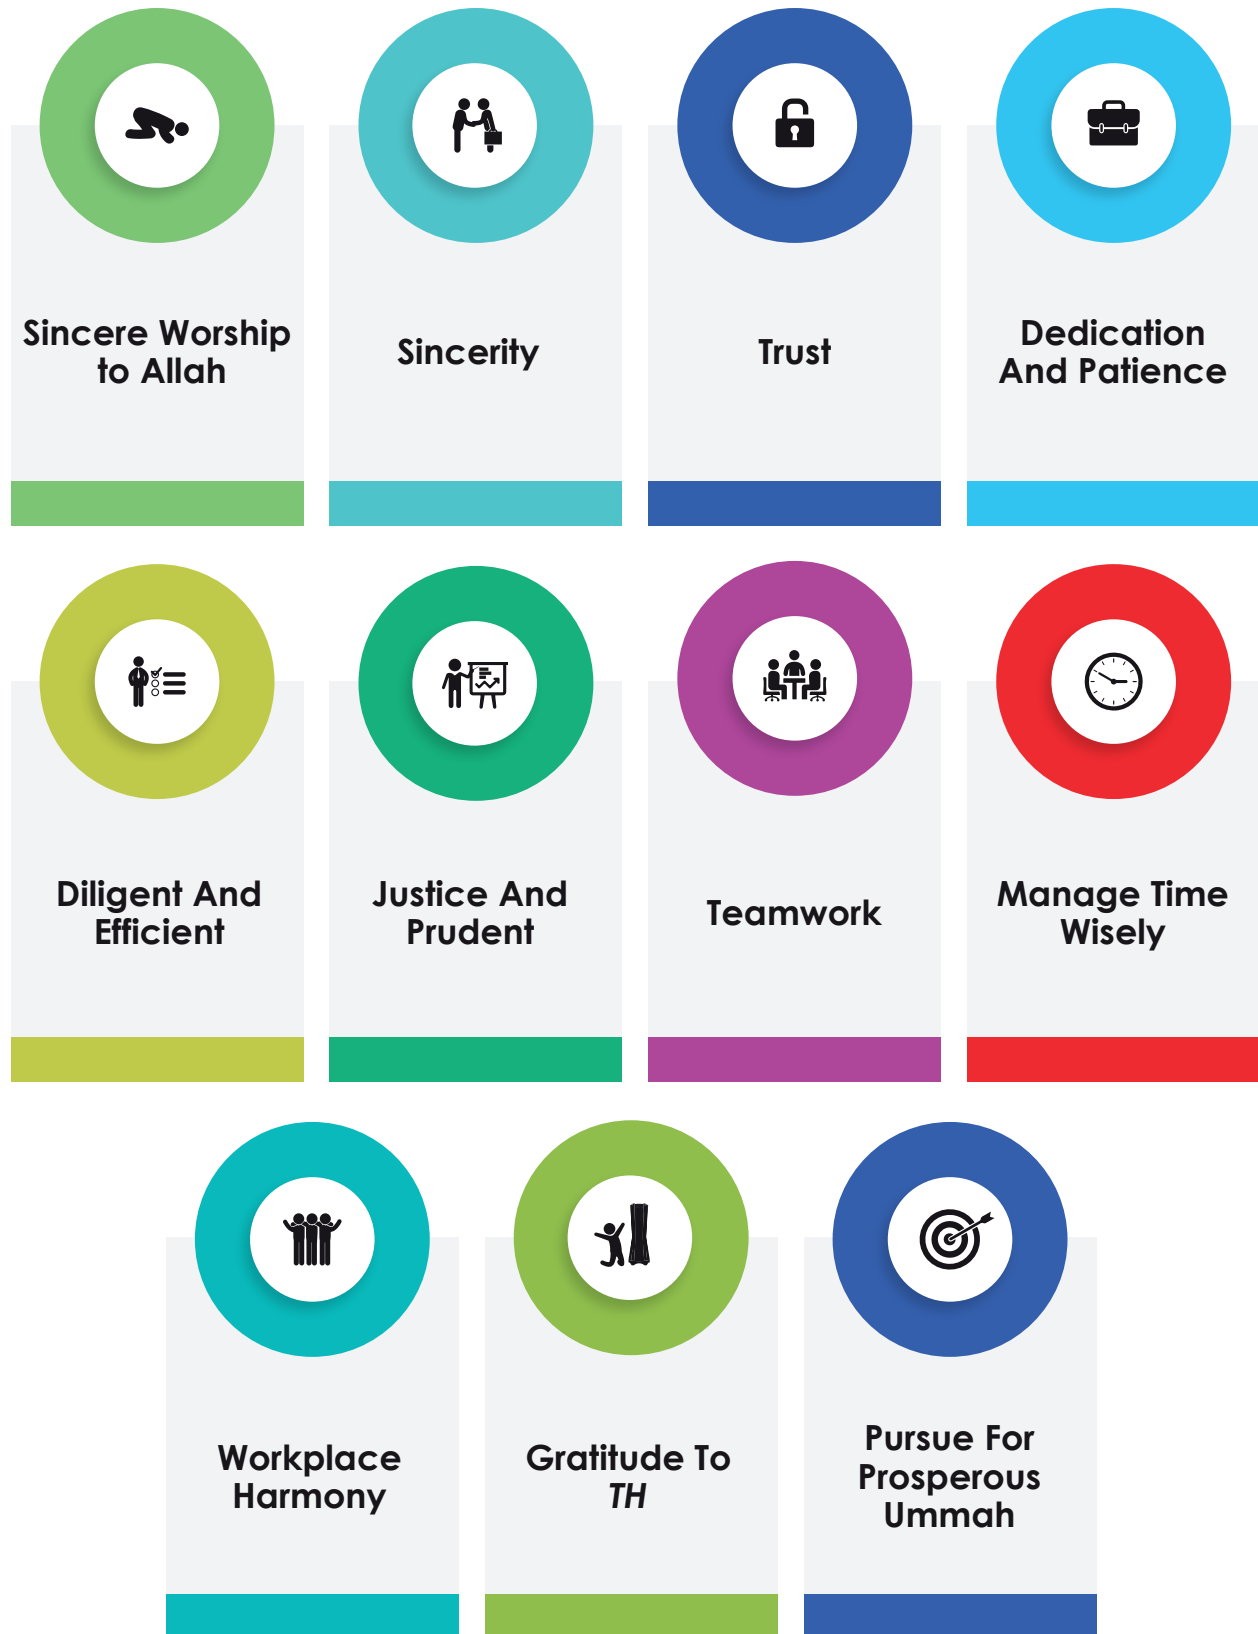 Sincere Worship
to Allah
Sincerity
Trust
Dedication
And Patience
Diligent And
Efficient
Justice And
Prudent
Teamwork
Manage Time
Wisely
Workplace
Harmony
Gratitude To
TH
Pursue For
Prosperous
Ummah